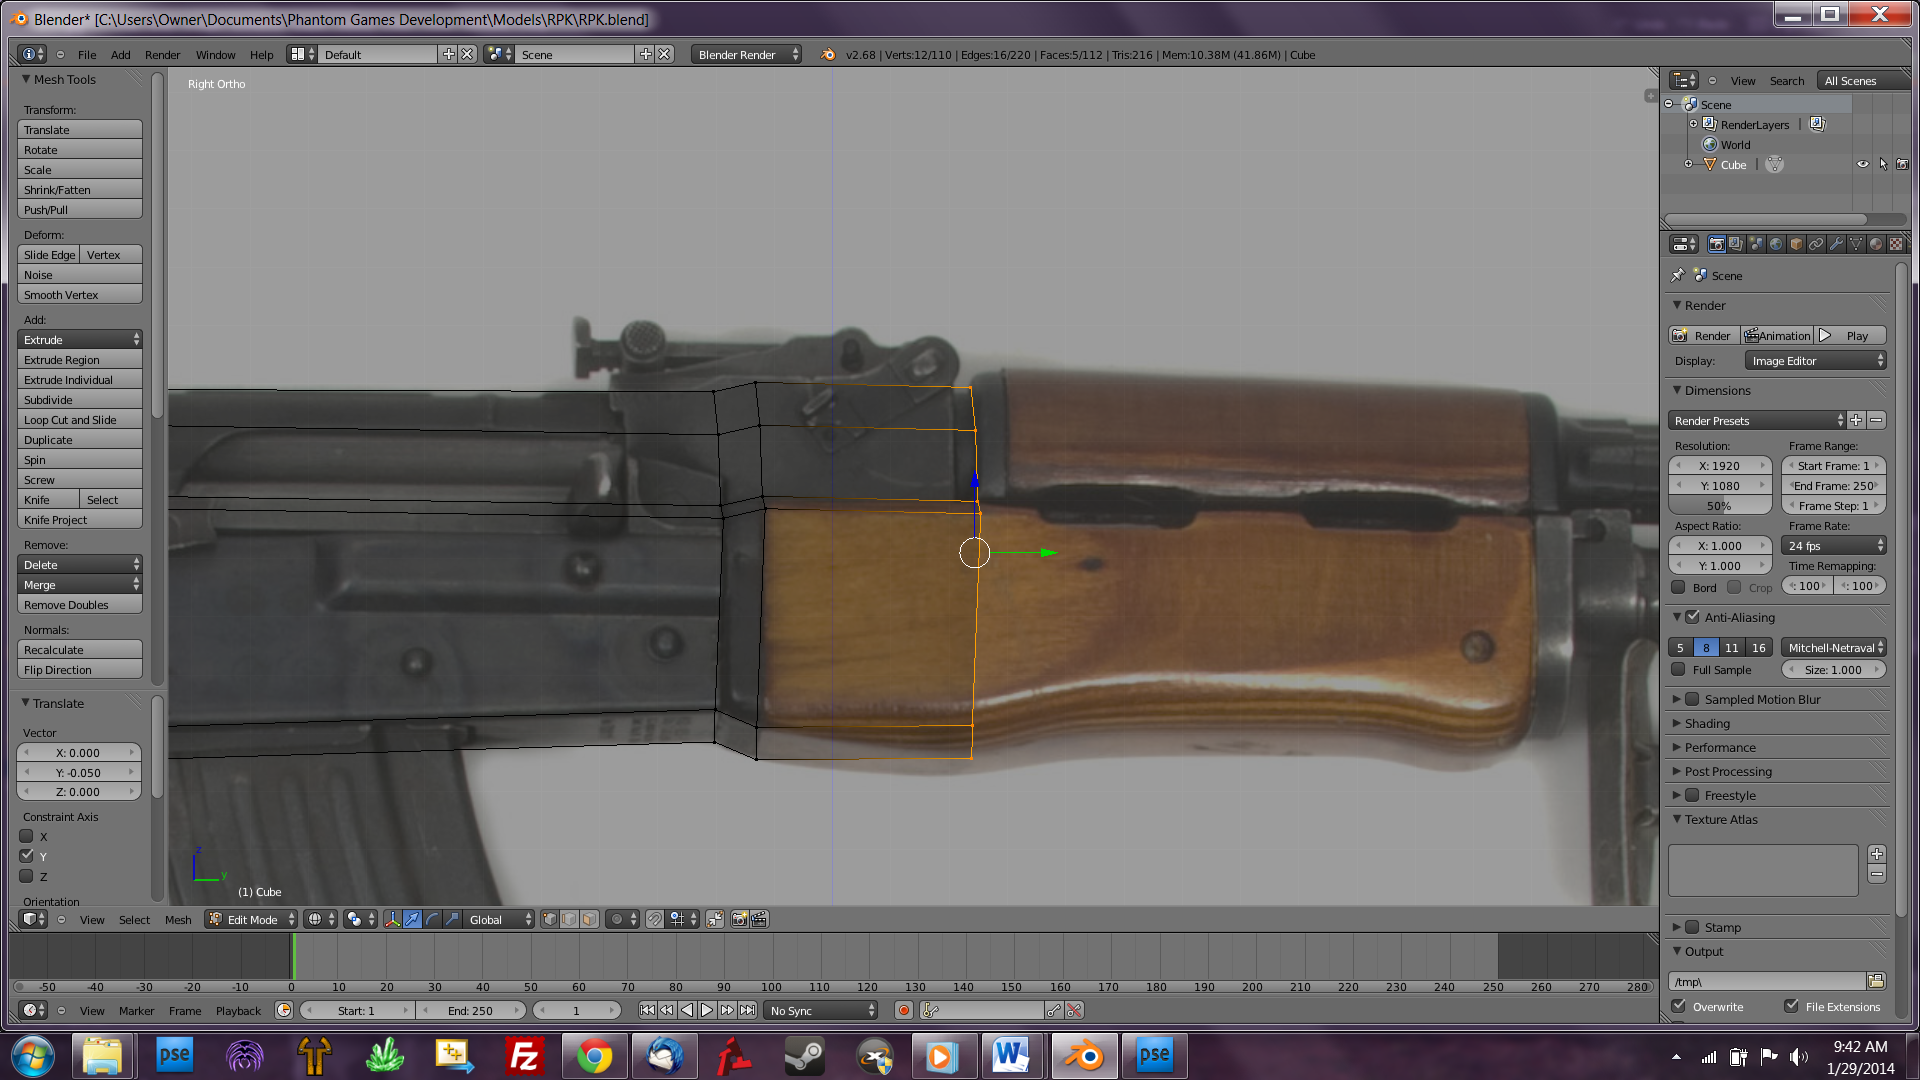 Blender* [C:\Users\Owner\Documents\Phantom Games Development\Models\RPK\RPK.blend]
File Add Render Window Help Default Scene Blender Render v2.68 | Verts:12/110 | Edges:16/220 | Faces:5/112 | Tris:216 | Mem:10.38M (41.86M) | Cube
Mesh Tools
Transform:
Translate
Rotate
Scale
Shrink/Fatten
Push/Pull
Deform:
Slide Edge Vertex
Noise
Smooth Vertex
Add:
Extrude
Extrude Region
Extrude Individual
Subdivide
Loop Cut and Slide
Duplicate
Spin
Screw
Knife Select
Knife Project
Remove:
Delete
Merge
Remove Doubles
Normals:
Recalculate
Flip Direction
Translate
Vector
X: 0.000
Y: -0.050
Z: 0.000
Constraint Axis
X
Y
Z
Orientation
Right Ortho
z
y
(1) Cube
View Select Mesh Edit Mode Global
View Search All Scenes
Scene
RenderLayers |
World
Cube |
Scene
Render
Render Animation Play
Display: Image Editor
Dimensions
Render Presets
Resolution: Frame Range:
X: 1920 Start Frame: 1
Y: 1080 End Frame: 250
50% Frame Step: 1
Aspect Ratio: Frame Rate:
X: 1.000 24 fps
Y: 1.000 Time Remapping:
Bord Crop : 100 : 100
Anti-Aliasing
5 8 11 16 Mitchell-Netraval
Full Sample Size: 1.000
Sampled Motion Blur
Shading
Performance
Post Processing
Freestyle
Texture Atlas
Stamp
Output
/tmp\
Overwrite File Extensions
-50 -40 -30 -20 -10 0 10 20 30 40 50 60 70 80 90 100 110 120 130 140 150 160 170 180 190 200 210 220 230 240 250 260 270 280
View Marker Frame Playback Start: 1 End: 250 1 No Sync
pse
Fz
W
pse
9:42 AM
1/29/2014